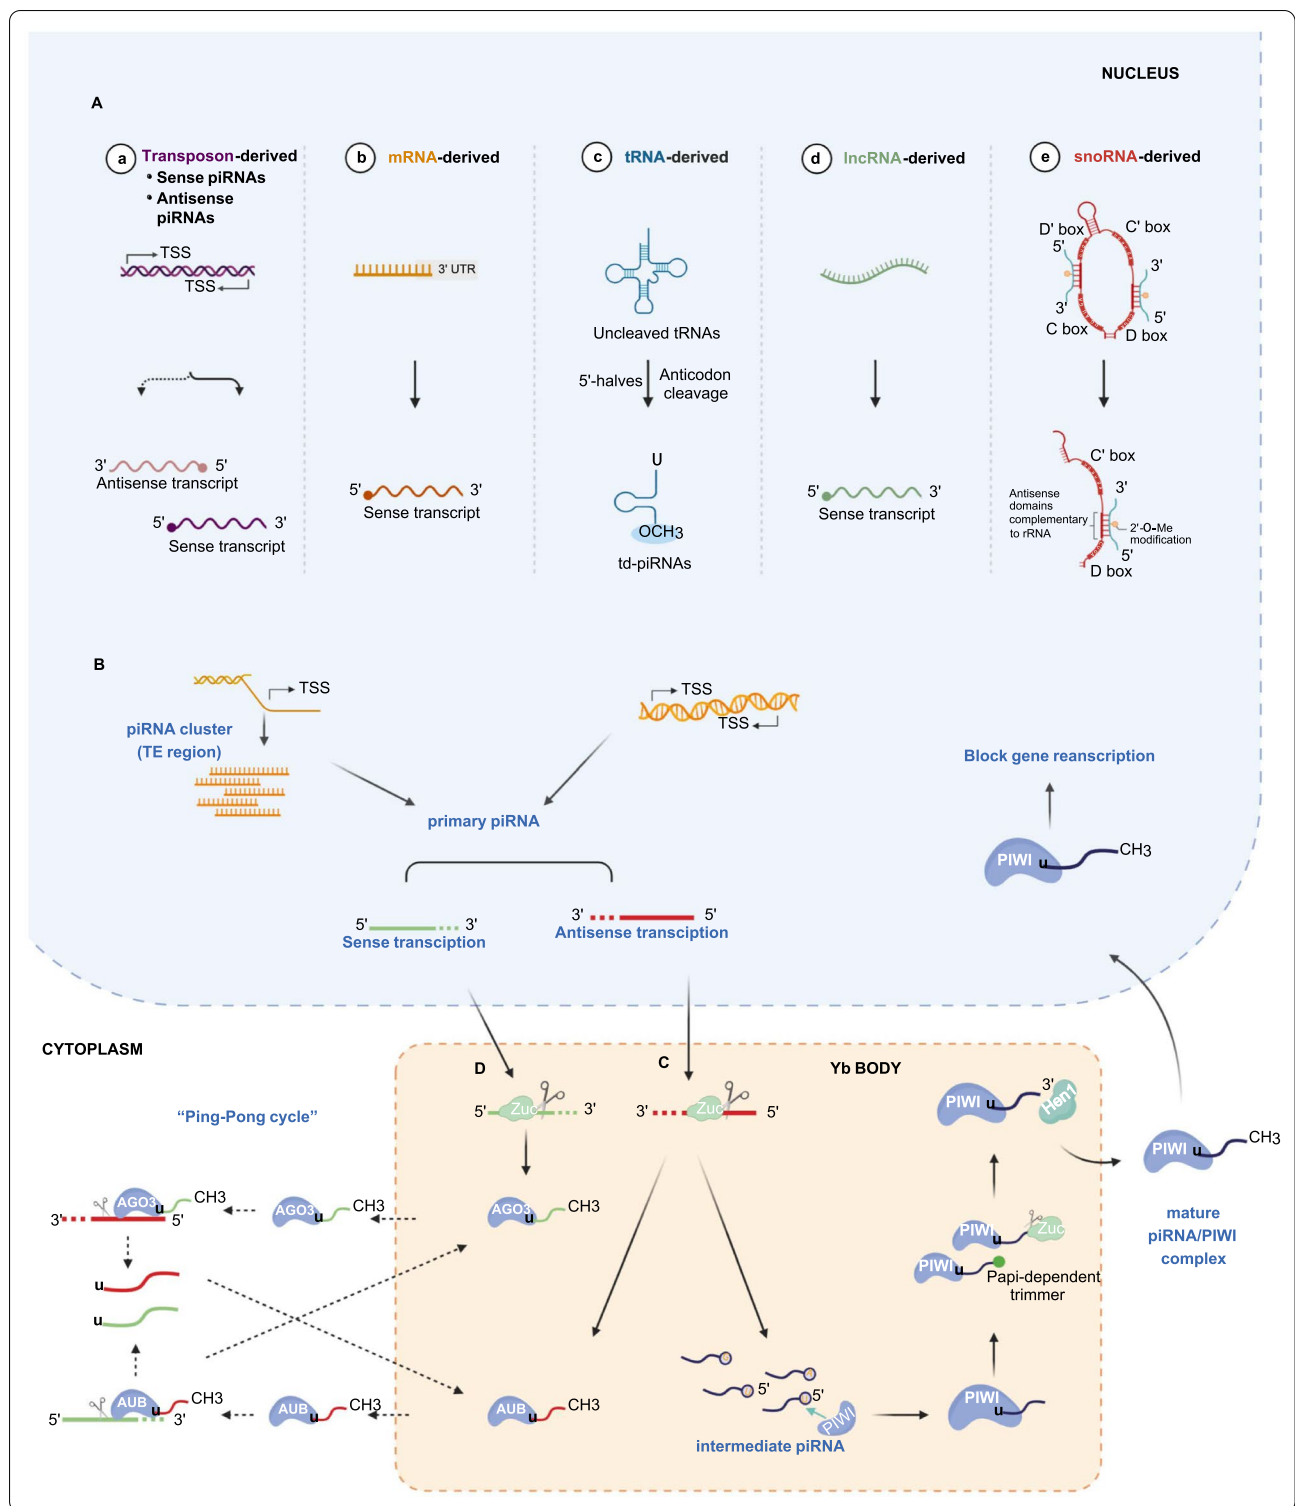 NUCLEUS
A
a
Transposon-derived
• Sense piRNAs
• Antisense
piRNAs
TSS
TSS
3'
5'
Antisense transcript
5'
3'
Sense transcript
b
mRNA-derived
3' UTR
5'
3'
Sense transcript
c
tRNA-derived
Uncleaved tRNAs
5'-halves
Anticodon
cleavage
U
OCH3
td-piRNAs
d
lncRNA-derived
5'
3'
Sense transcript
e
snoRNA-derived
D' box
C' box
5'
3'
3'
5'
C box
D box
C' box
Antisense
domains
complementary
to rRNA
3'
2'-O-Me
modification
5'
D box
B
TSS
piRNA cluster
(TE region)
TSS
TSS
primary piRNA
5'
3'
Sense transciption
3'
5'
Antisense transciption
Block gene reanscription
PIWI
u
CH3
CYTOPLASM
"Ping-Pong cycle"
D
C
Yb BODY
5'
Zuc
3'
3'
Zuc
5'
PIWI
u
3'
Hen1
PIWI
u
CH3
mature
piRNA/PIWI
complex
AGO3
u
CH3
3'
5'
AGO3
u
CH3
AGO3
u
CH3
u
u
PIWI
u
Zuc
PIWI
u
Papi-dependent
trimmer
AUB
u
CH3
5'
3'
AUB
u
CH3
AUB
u
CH3
5'
5'
PIWI
intermediate piRNA
PIWI
u